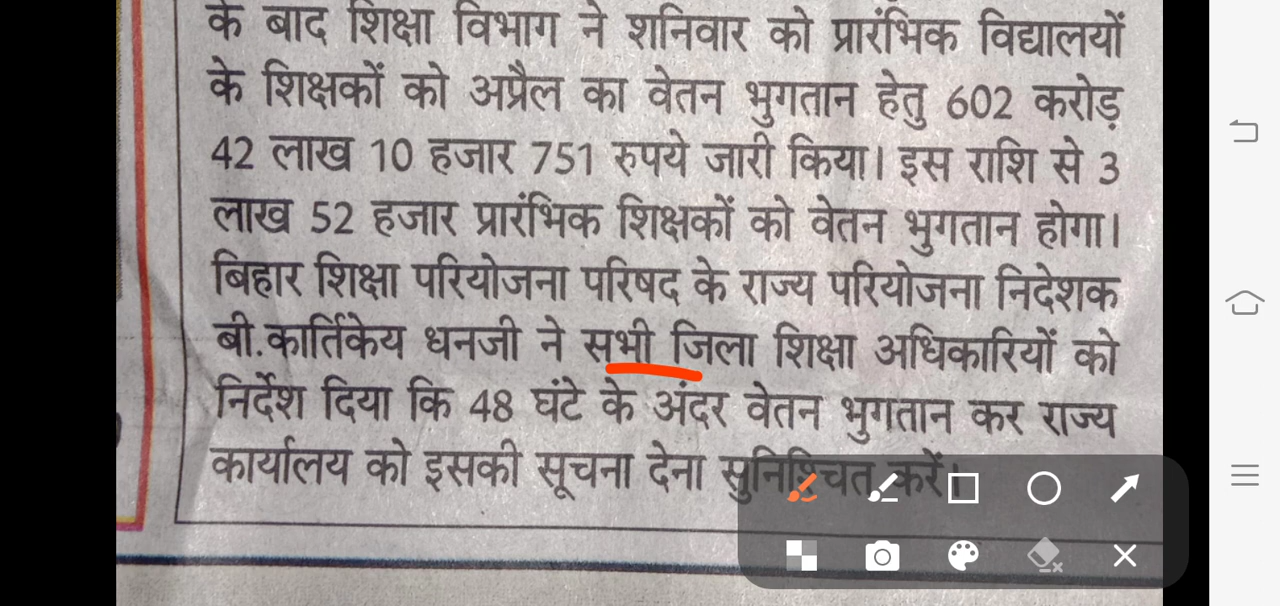 के बाद शिक्षा विभाग ने शनिवार को प्रारंभिक विद्यालयों
के शिक्षकों को अप्रैल का वेतन भुगतान हेतु 602 करोड़
42 लाख 10 हजार 751 रुपये जारी किया। इस राशि से 3
लाख 52 हजार प्रारंभिक शिक्षकों को वेतन भुगतान होगा।
बिहार शिक्षा परियोजना परिषद के राज्य परियोजना निदेशक
बी.कार्तिकेय धनजी ने सभी जिला शिक्षा अधिकारियों को
निर्देश दिया कि 48 घंटे के अंदर वेतन भुगतान कर राज्य
कार्यालय को इसकी सूचना देना सुनिश्चित करें।